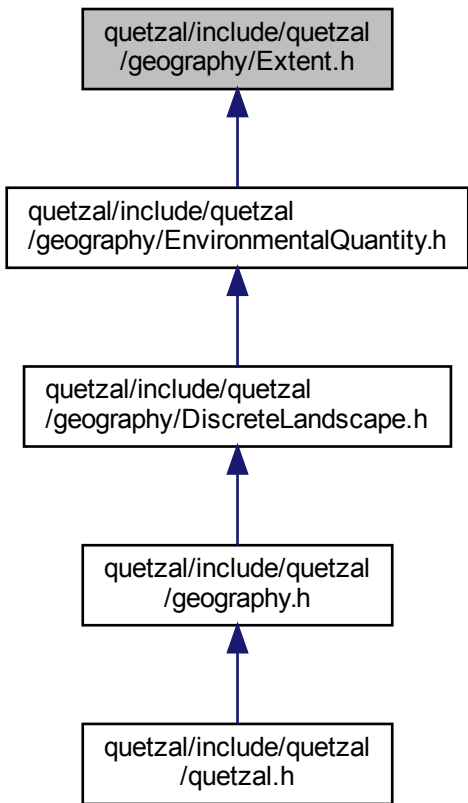 quetzal/include/quetzal
/geography/Extent.h
quetzal/include/quetzal
/geography/EnvironmentalQuantity.h
quetzal/include/quetzal
/geography/DiscreteLandscape.h
quetzal/include/quetzal
/geography.h
quetzal/include/quetzal
/quetzal.h